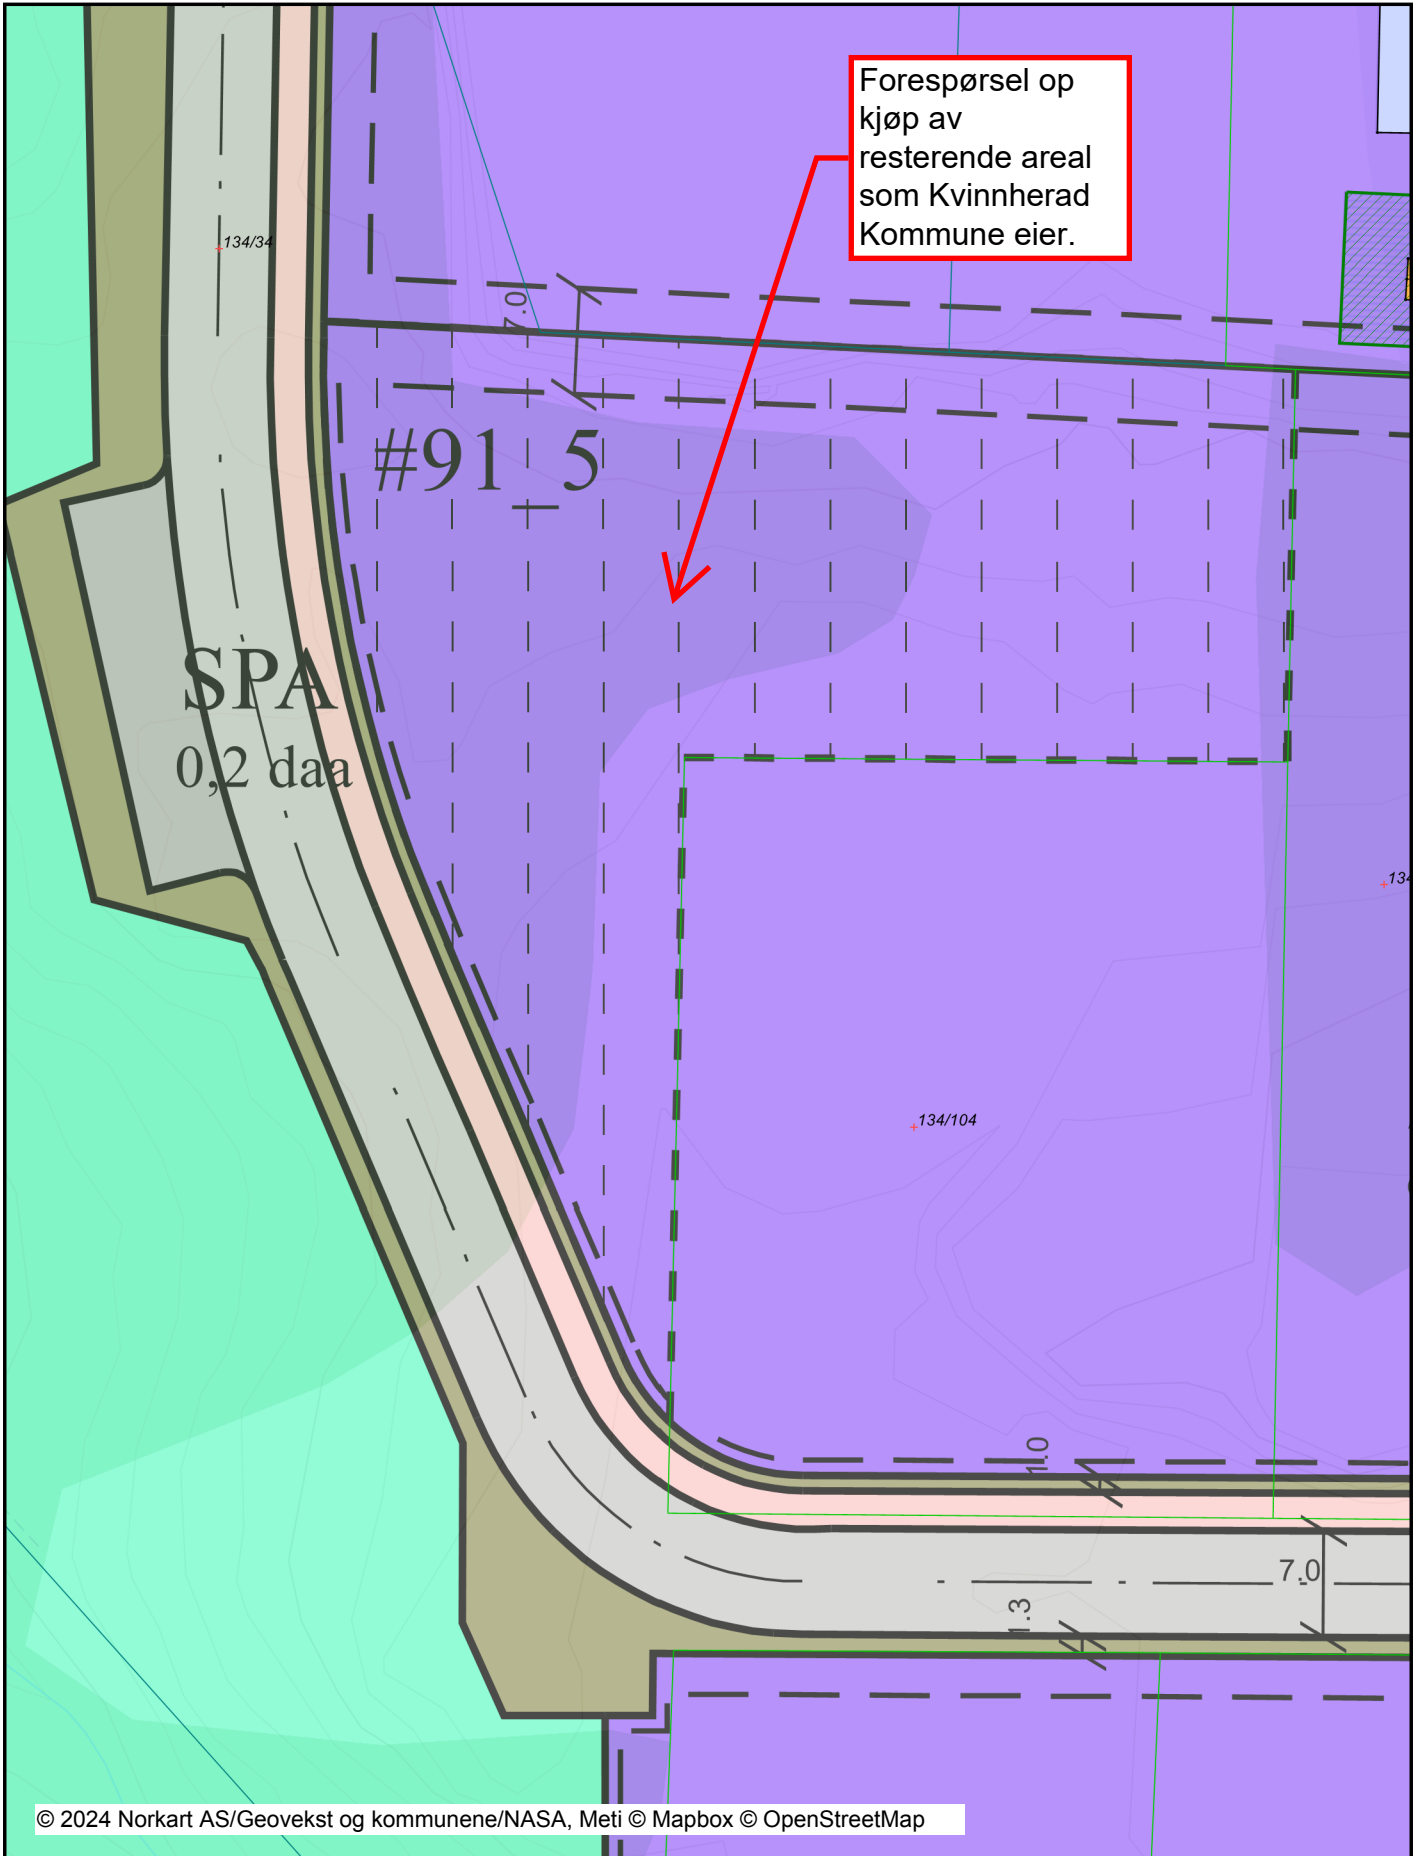 Forespørsel op
kjøp av
resterende areal
som Kvinnherad
Kommune eier.
134/34
7.0
#91_5
SPA
0,2 daa
134
134/104
1.0
7.0
1.3
© 2024 Norkart AS/Geovekst og kommunene/NASA, Meti © Mapbox © OpenStreetMap